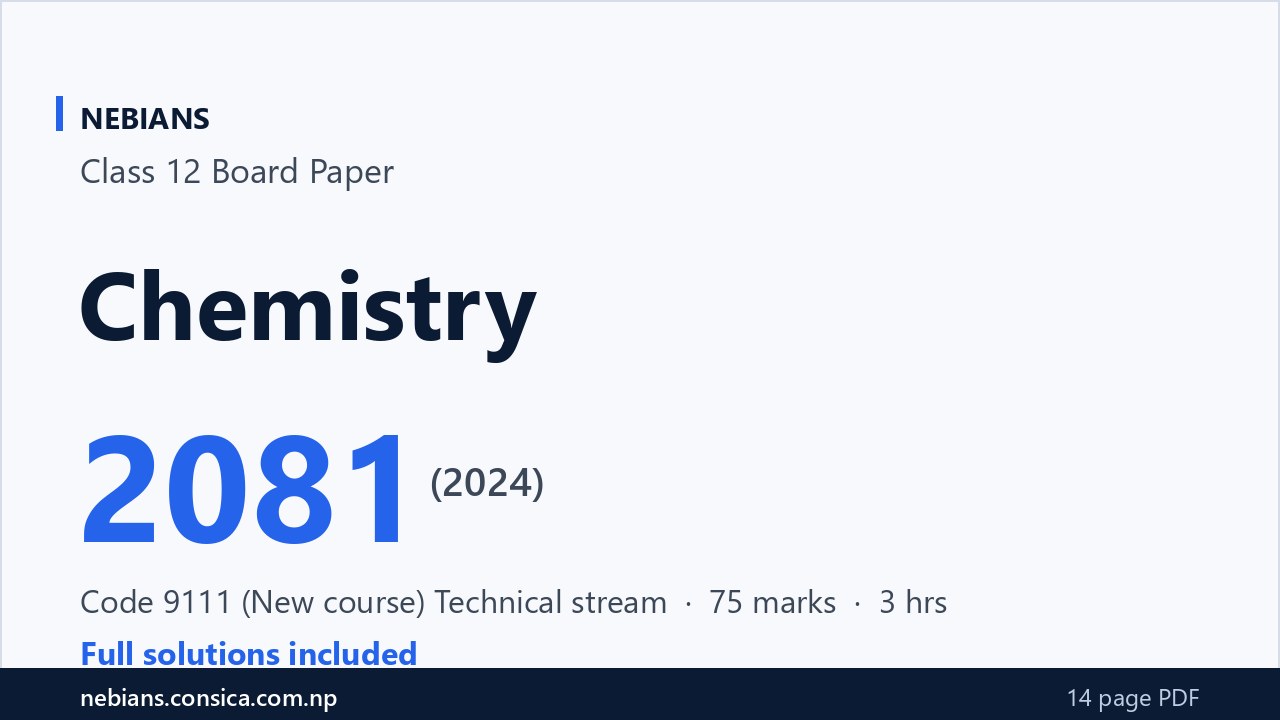 NEBIANS
Class 12 Board Paper
Chemistry
2081 (2024)
Code 9111 (New course) Technical stream · 75 marks · 3 hrs
Full solutions included
nebians.consica.com.np 14 page PDF